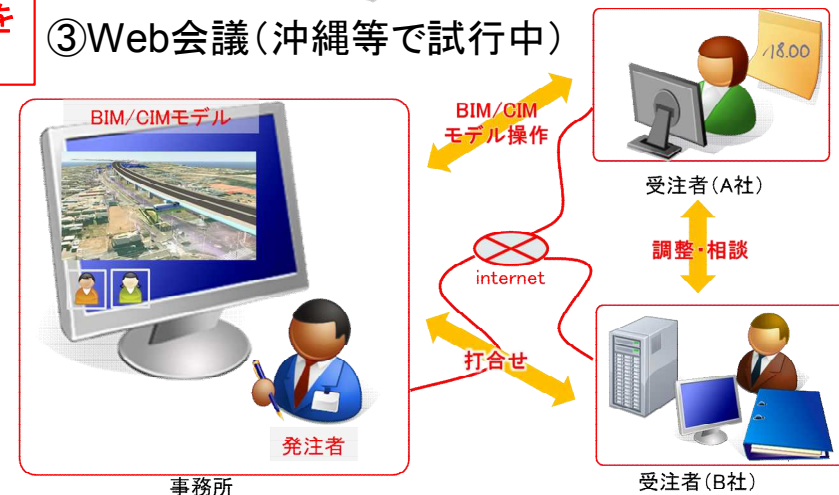 を
③Web会議(沖縄等で試行中)
BIM/CIMモデル
BIM/CIM
モデル操作
18.00
受注者(A社)
調整・相談
internet
打合せ
発注者
事務所
受注者(B社)